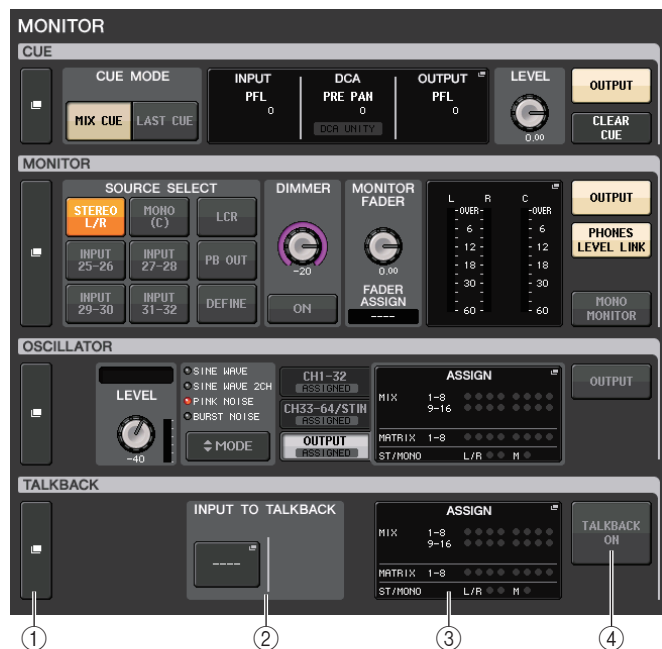 MONITOR
CUE
CUE MODE
MIX CUE
LAST CUE
INPUT
PFL
0
DCA
PRE PAN
0
DCA UNITY
OUTPUT
PFL
0
LEVEL
0.00
OUTPUT
CLEAR
CUE
MONITOR
SOURCE SELECT
STEREO
L/R
MONO
(C)
LCR
INPUT
25-26
INPUT
27-28
PB OUT
INPUT
29-30
INPUT
31-32
DEFINE
DIMMER
-20
ON
MONITOR
FADER
0.00
FADER
ASSIGN
----
L R C
-OVER- -OVER
- 6 - - 6
- 12 - - 12
- 18 - - 18
- 30 - - 30
- 60 - - 60
OUTPUT
PHONES
LEVEL LINK
MONO
MONITOR
OSCILLATOR
LEVEL
-40
SINE WAVE
SINE WAVE 2CH
PINK NOISE
BURST NOISE
MODE
CH1-32
ASSIGNED
CH33-64/STIN
ASSIGNED
OUTPUT
ASSIGNED
ASSIGN
MIX 1-8
9-16
MATRIX 1-8
ST/MONO L/R M
OUTPUT
TALKBACK
INPUT TO TALKBACK
----
ASSIGN
MIX 1-8
9-16
MATRIX 1-8
ST/MONO L/R M
TALKBACK
ON
1 2 3 4